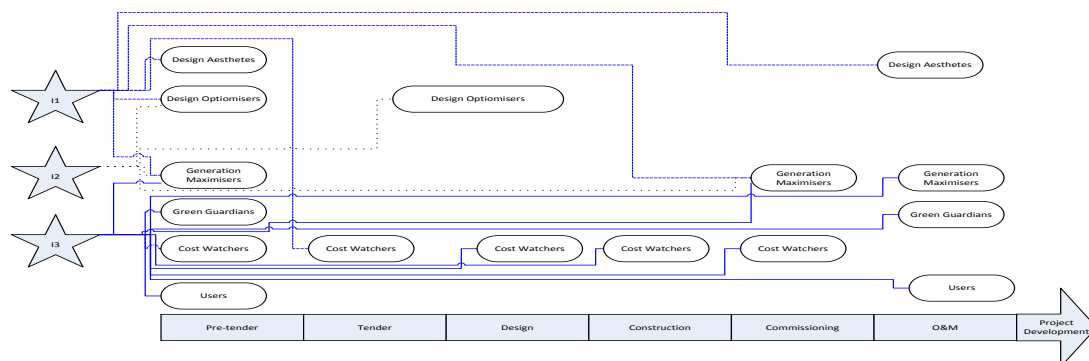 Design Aesthetes
Design Aesthetes
I1
Design Optiomisers
Design Optiomisers
I2
Generation
Maximisers
Generation
Maximisers
Generation
Maximisers
Green Guardians
Green Guardians
I3
Cost Watchers
Cost Watchers
Cost Watchers
Cost Watchers
Cost Watchers
Users
Users
Pre-tender
Tender
Design
Construction
Commissioning
O&M
Project
Development